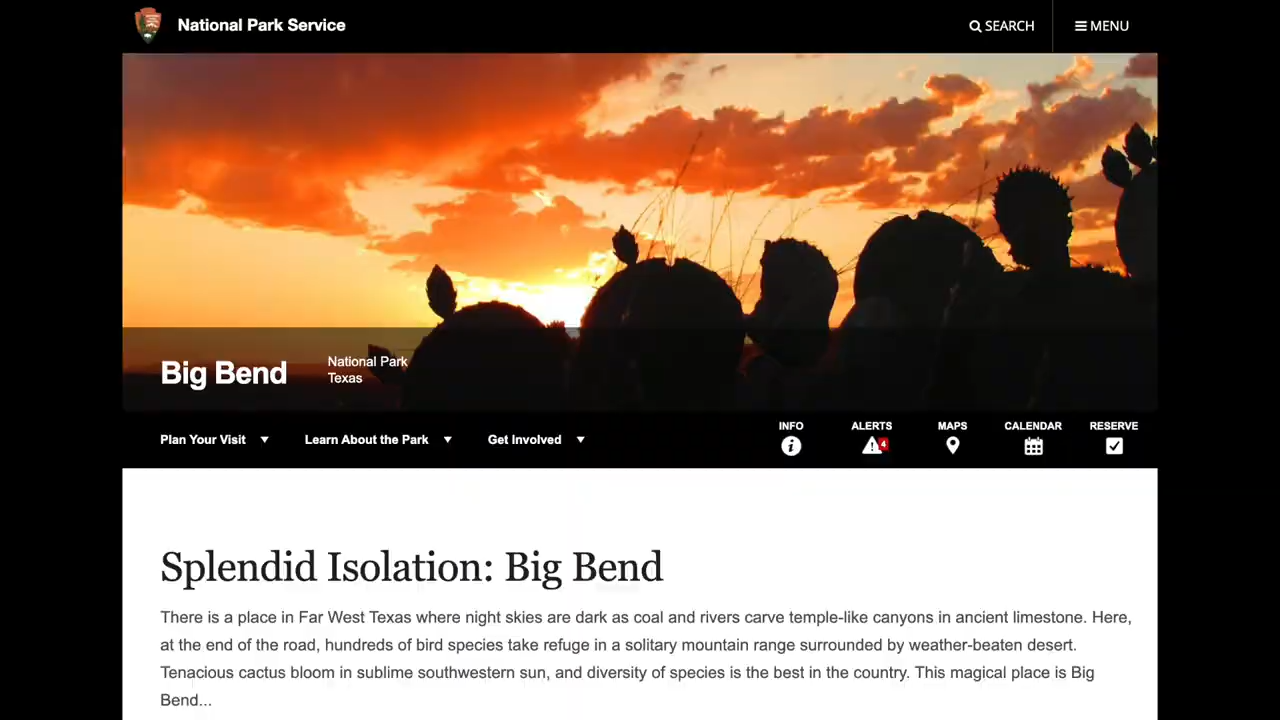 National Park Service
SEARCH
MENU
Big Bend
National Park
Texas
Plan Your Visit
Learn About the Park
Get Involved
INFO
ALERTS
4
MAPS
CALENDAR
RESERVE
Splendid Isolation: Big Bend
There is a place in Far West Texas where night skies are dark as coal and rivers carve temple-like canyons in ancient limestone. Here,
at the end of the road, hundreds of bird species take refuge in a solitary mountain range surrounded by weather-beaten desert.
Tenacious cactus bloom in sublime southwestern sun, and diversity of species is the best in the country. This magical place is Big
Bend...